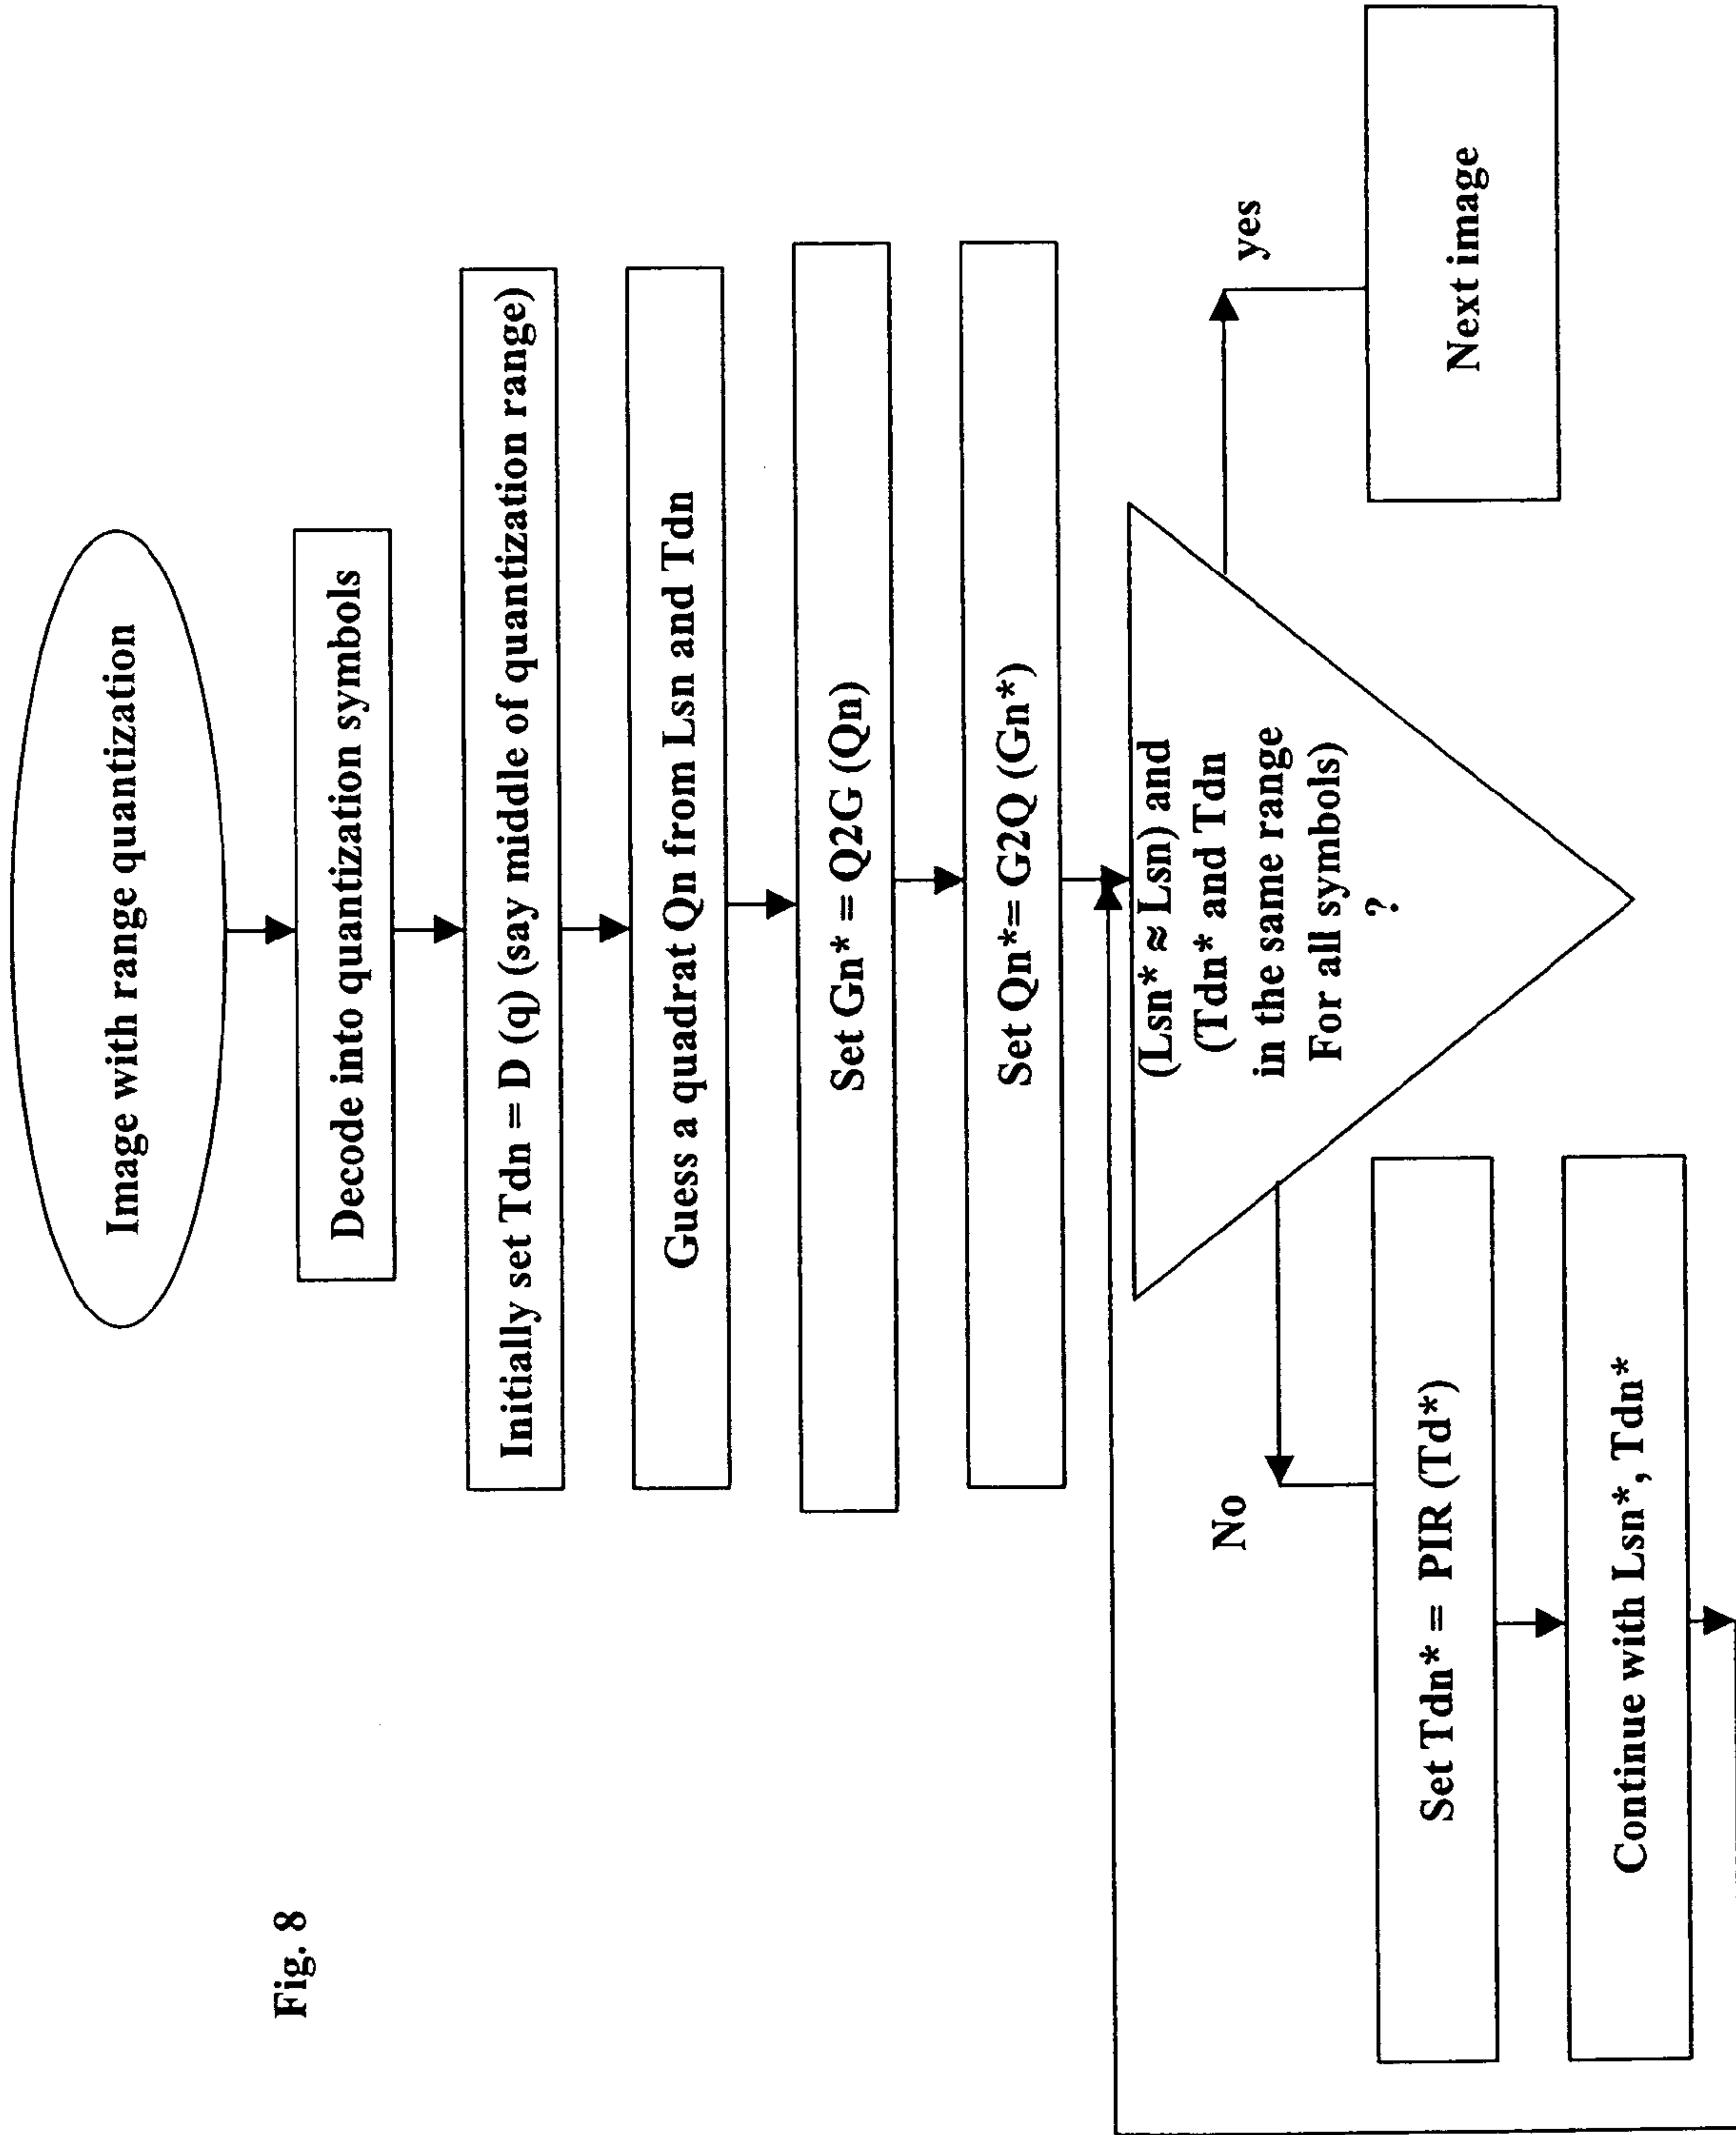 Fig. 8
Image with range quantization
Decode into quantization symbols
Initially set Tdn = D (q) (say middle of quantization range)
Guess a quadrat Qn from Lsn and Tdn
Set Gn* = Q2G (Qn)
Set Qn*= G2Q (Gn*)
(Lsn* ≈ Lsn) and
(Tdn* and Tdn
in the same range
For all symbols)
?
yes
Next image
No
Set Tdn* = PIR (Td*)
Continue with Lsn*, Tdn*